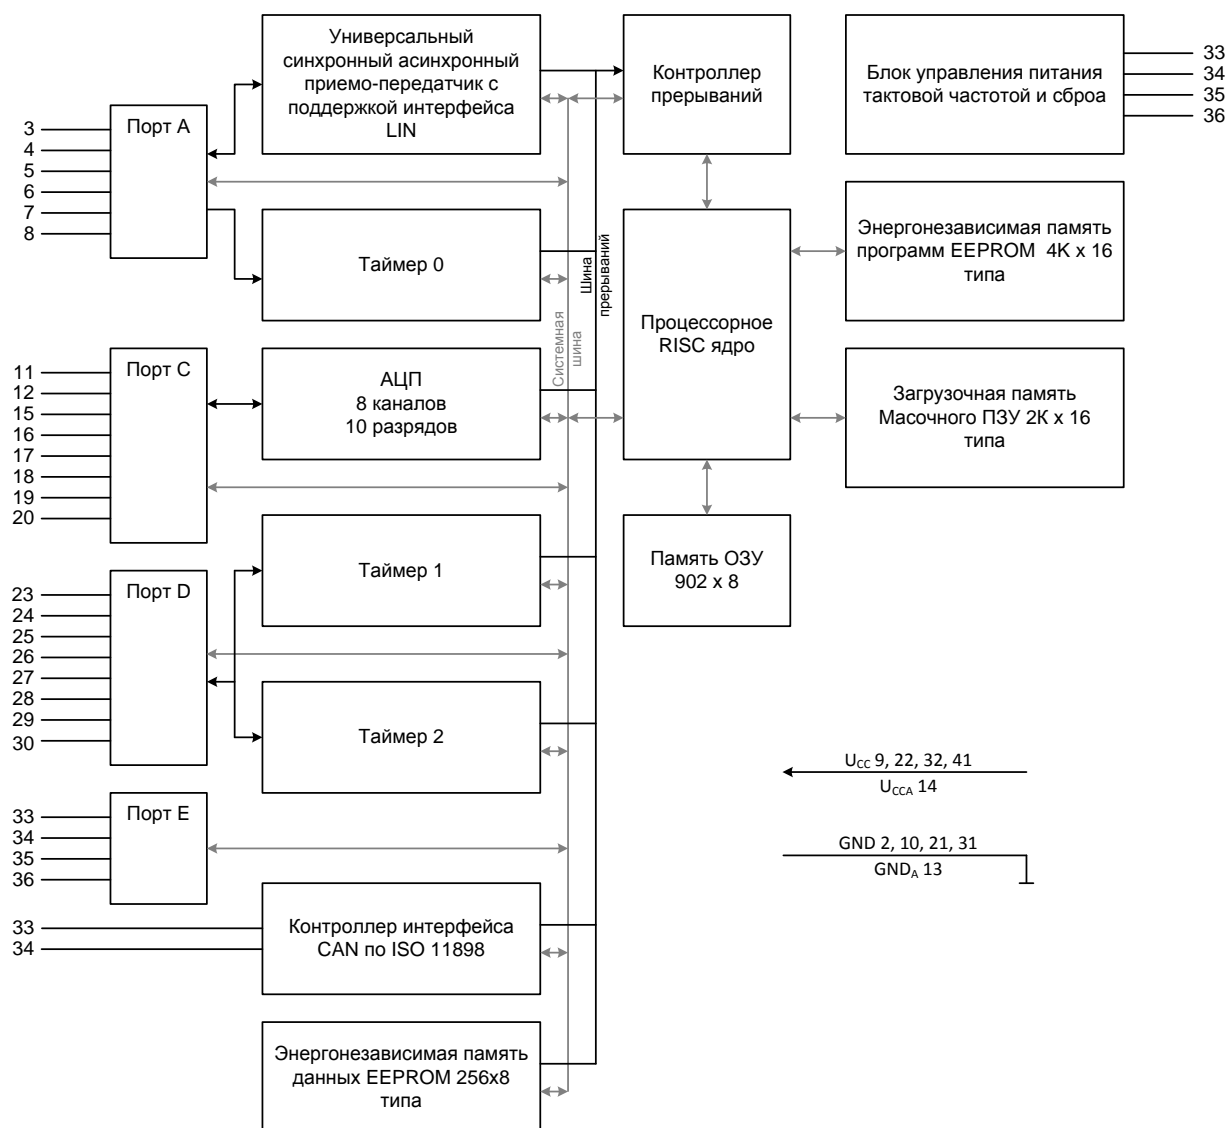 Универсальный
синхронный асинхронный
приемо-передатчик с
поддержкой интерфейса
LIN
Контроллер
прерываний
Блок управления питания
тактовой частотой и сброа
33
34
35
36
Порт А
3
4
5
6
7
8
Таймер 0
Шина
прерываний
Системная
шина
Процессорное
RISC ядро
Энергонезависимая память
программ EEPROM 4K x 16
типа
Порт С
11
12
15
16
17
18
19
20
АЦП
8 каналов
10 разрядов
Загрузочная память
Масочного ПЗУ 2К х 16
типа
Таймер 1
Память ОЗУ
902 x 8
Порт D
23
24
25
26
27
28
29
30
Таймер 2
UCC 9, 22, 32, 41
UCCA 14
Порт E
33
34
35
36
GND 2, 10, 21, 31
GNDA 13
33
34
Контроллер интерфейса
CAN по ISO 11898
Энергонезависимая память
данных EEPROM 256x8
типа